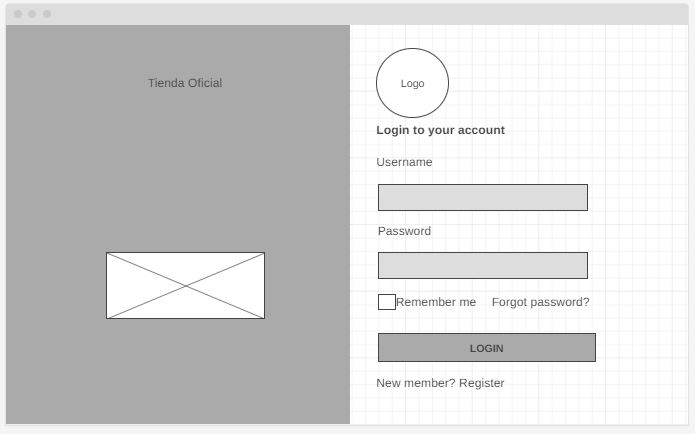 Tienda Oficial
Logo
Login to your account
Username
Password
Remember me Forgot password?
LOGIN
New member? Register